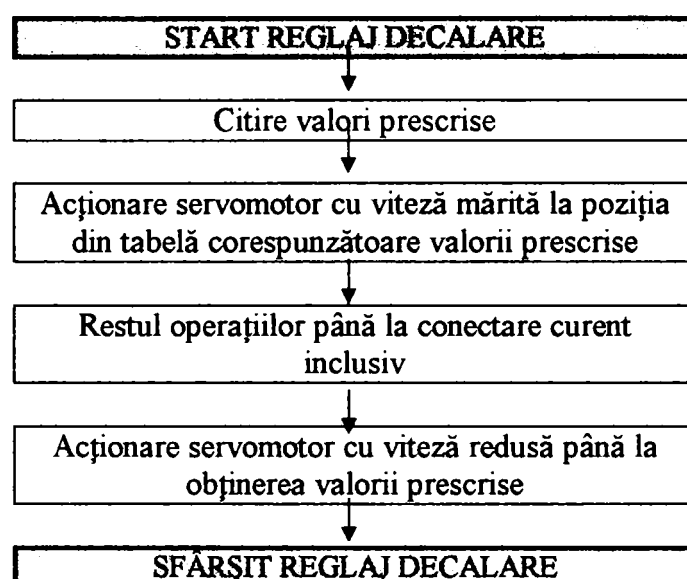 START REGLAJ DECALARE
Citire valori prescrise
Acționare servomotor cu viteză mărită la poziția
din tabelă corespunzătoare valorii prescrise
Restul operațiilor până la conectare curent
inclusiv
Acționare servomotor cu viteză redusă până la
obținerea valorii prescrise
SFÂRȘIT REGLAJ DECALARE